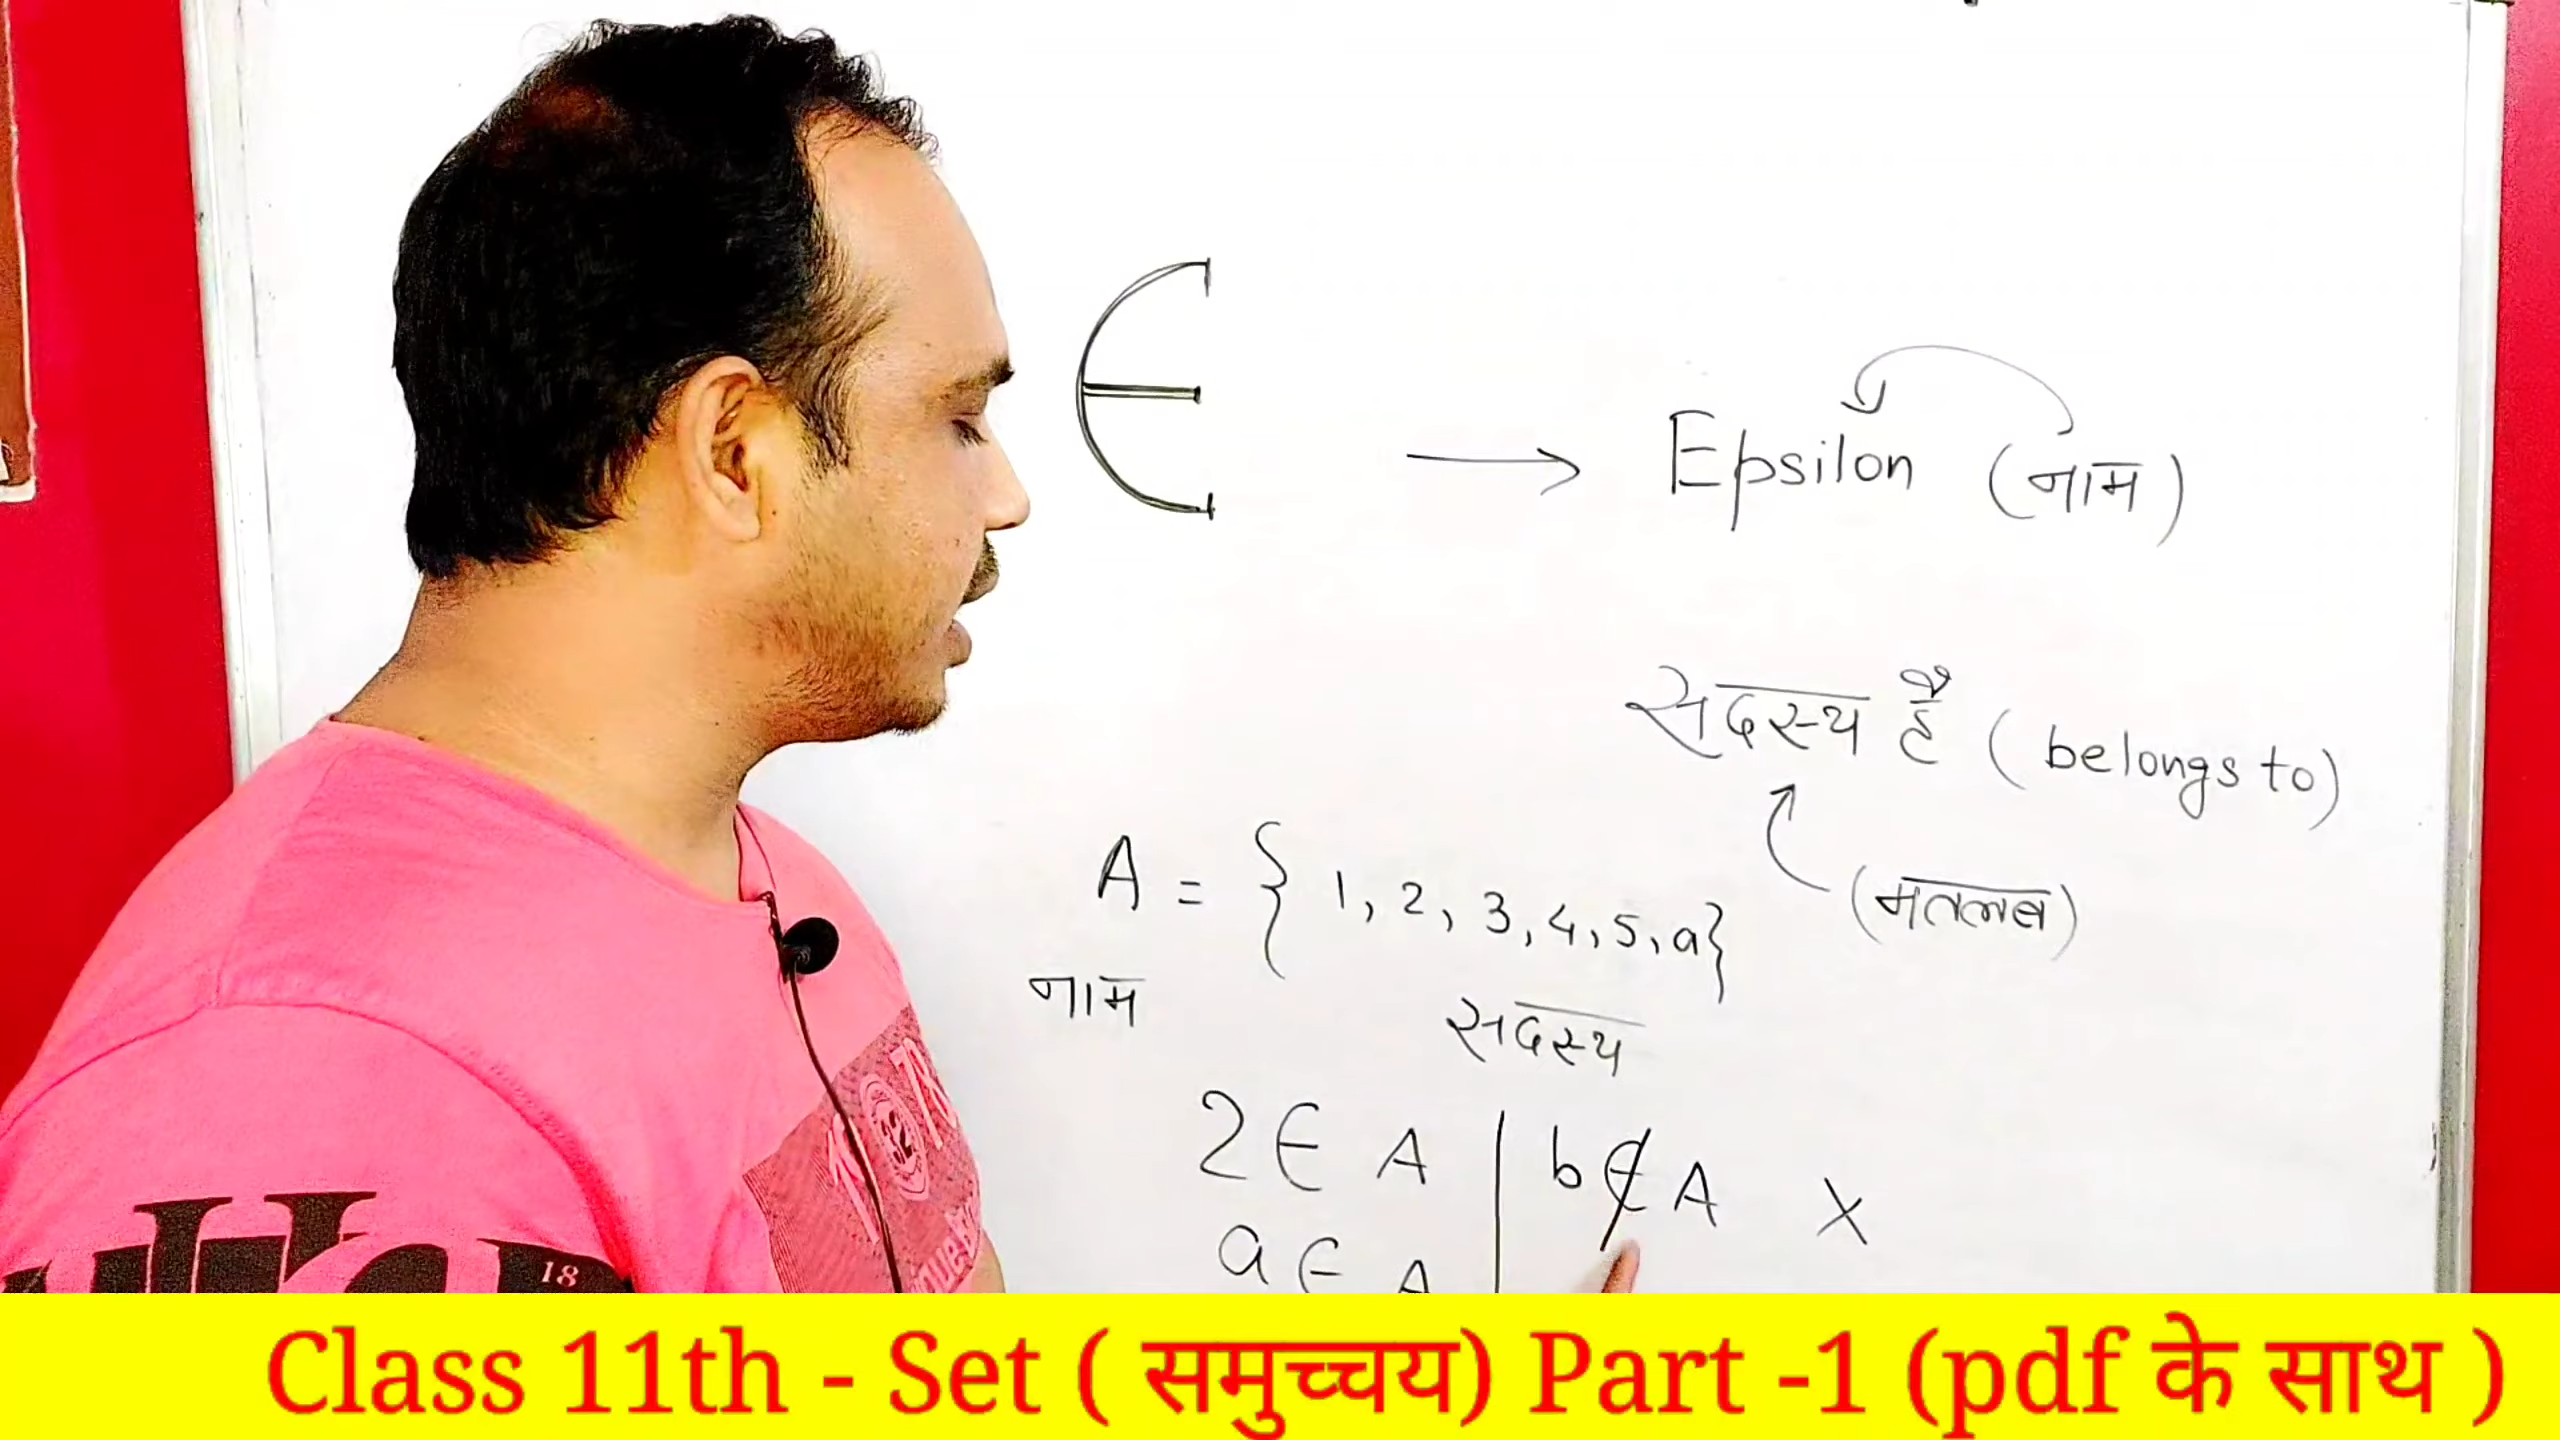 ∈ → Epsilon (नाम)
सदस्य है (belongs to)
(मतलब)
A = { 1, 2, 3, 4, 5, a}
नाम
सदस्य
2 ∈ A | b ∉ A X
a ∈ A
18
Class 11th - Set ( समुच्चय) Part -1 (pdf के साथ )